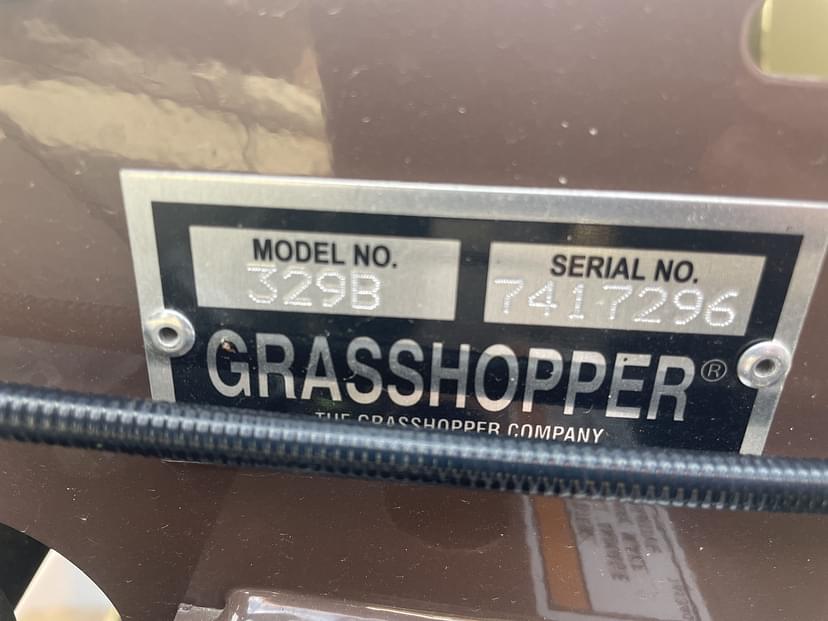 MODEL NO.
329B
SERIAL NO.
7417296
GRASSHOPPER®
THE GRASSHOPPER COMPANY